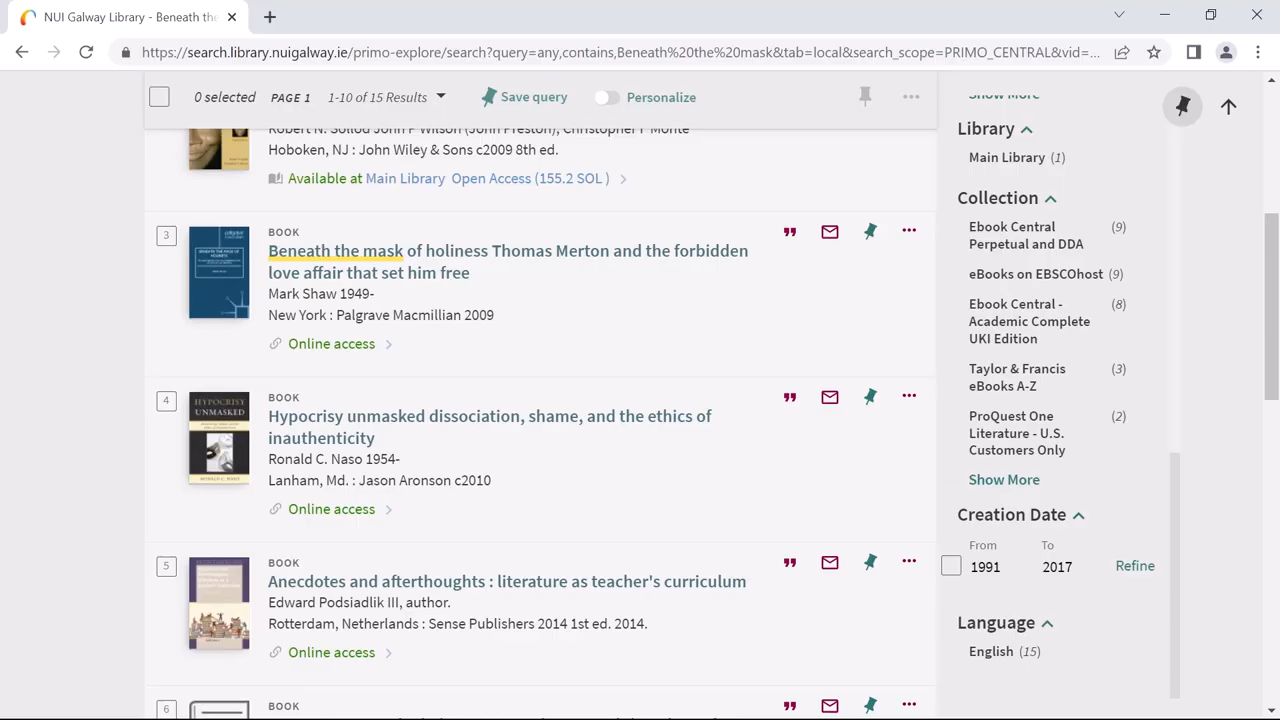 NUI Galway Library - Beneath the
https://search.library.nuigalway.ie/primo-explore/search?query=any,contains,Beneath%20the%20mask&tab=local&search_scope=PRIMO_CENTRAL&vid=...
0 selected PAGE 1 1-10 of 15 Results Save query Personalize
Robert N. Sollod John P Wilson (John Preston), Christopher F Monte
Hoboken, NJ : John Wiley & Sons c2009 8th ed.
Available at Main Library Open Access (155.2 SOL )
3
BOOK
Beneath the mask of holiness Thomas Merton and the forbidden
love affair that set him free
Mark Shaw 1949-
New York : Palgrave Macmillian 2009
Online access
4
HYPOCRISY
UNMASKED
BOOK
Hypocrisy unmasked dissociation, shame, and the ethics of
inauthenticity
Ronald C. Naso 1954-
Lanham, Md. : Jason Aronson c2010
Online access
5
BOOK
Anecdotes and afterthoughts : literature as teacher's curriculum
Edward Podsiadlik III, author.
Rotterdam, Netherlands : Sense Publishers 2014 1st ed. 2014.
Online access
6
BOOK
Show More
Library
Main Library (1)
Collection
Ebook Central (9)
Perpetual and DDA
eBooks on EBSCOhost (9)
Ebook Central - (8)
Academic Complete
UKI Edition
Taylor & Francis (3)
eBooks A-Z
ProQuest One (2)
Literature - U.S.
Customers Only
Show More
Creation Date
From To
1991 2017 Refine
Language
English (15)